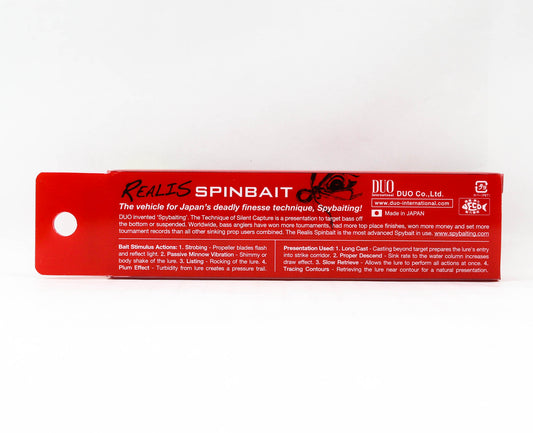 REALIS SPINBAIT
The vehicle for Japan's deadly finesse technique, Spybaiting!
DUO invented 'Spybaiting'. The Technique of Silent Capture is a presentation to target bass off
the bottom or suspended. Worldwide, bass anglers have won more tournaments, had more top place finishes, won more money and set more
tournament records than all other sinking prop users combined. The Realis Spinbait is the most advanced Spybait in use. www.spybaiting.com
Bait Stimulus Actions: 1. Strobing - Propeller blades flash
and reflect light. 2. Passive Minnow Vibration - Shimmy or
body shake of the lure. 3. Listing - Rocking of the lure. 4.
Plum Effect - Turbidity from lure creates a pressure trail.
Presentation Used: 1. Long Cast - Casting beyond target prepares the lure's entry
into strike corridor. 2. Proper Descend - Sink rate to the water column increases
draw effect. 3. Slow Retrieve - Allows the lure to perform all actions at once. 4.
Tracing Contours - Retrieving the lure near contour for a natural presentation.
DUO
International
DUO Co., Ltd.
www.duo-international.com
Made in JAPAN